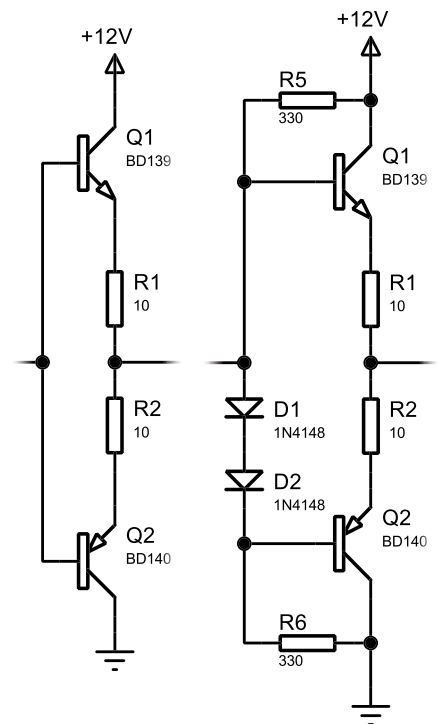 +12V
Q1
BD139
R1
10
R2
10
Q2
BD140
+12V
R5
330
Q1
BD139
R1
10
D1
1N4148
R2
10
D2
1N4148
Q2
BD140
R6
330